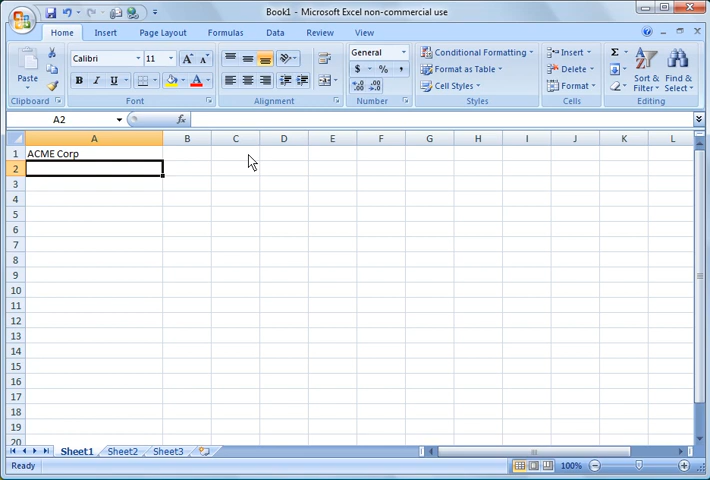 Book1 - Microsoft Excel non-commercial use
Home Insert Page Layout Formulas Data Review View
Paste
Calibri 11
B I U
General
$ % ,
Conditional Formatting
Format as Table
Cell Styles
Insert
Delete
Format
Σ
Sort & Filter
Find & Select
Clipboard Font Alignment Number Styles Cells Editing
A2 fx
A B C D E F G H I J K L
1 ACME Corp
2
3
4
5
6
7
8
9
10
11
12
13
14
15
16
17
18
19
20
Sheet1 Sheet2 Sheet3
Ready 100%